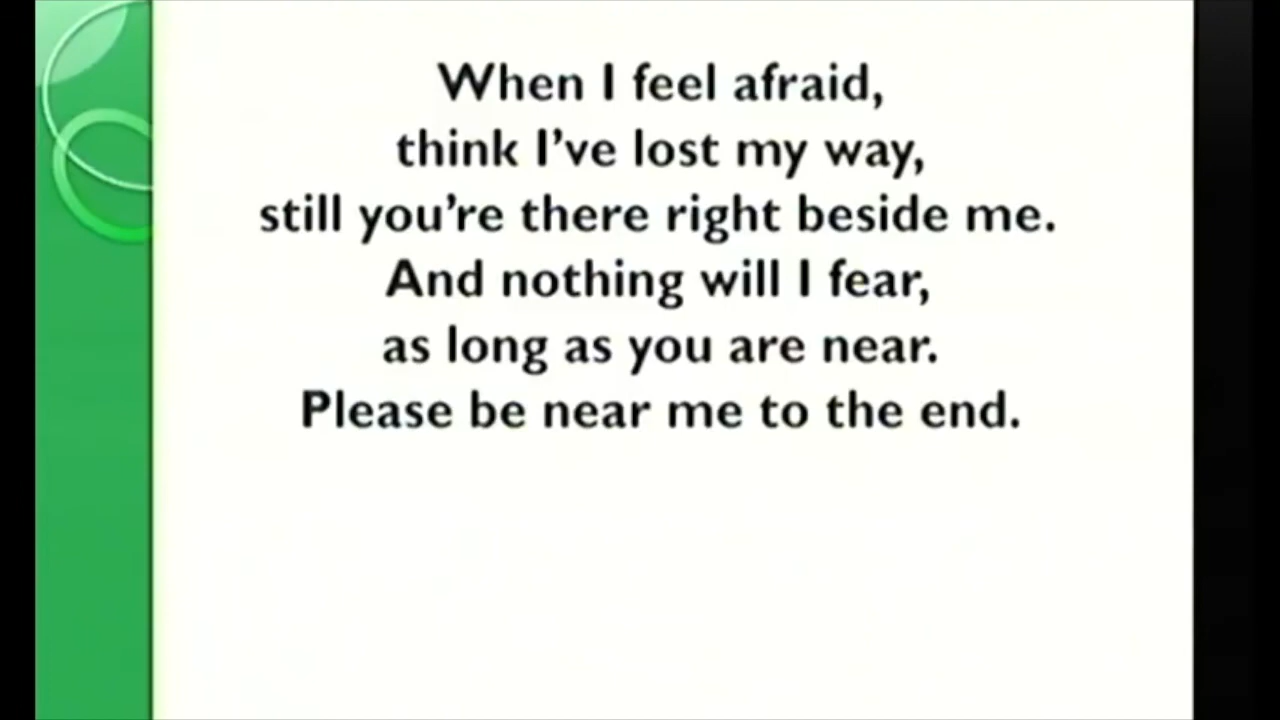 When I feel afraid,
think I've lost my way,
still you're there right beside me.
And nothing will I fear,
as long as you are near.
Please be near me to the end.